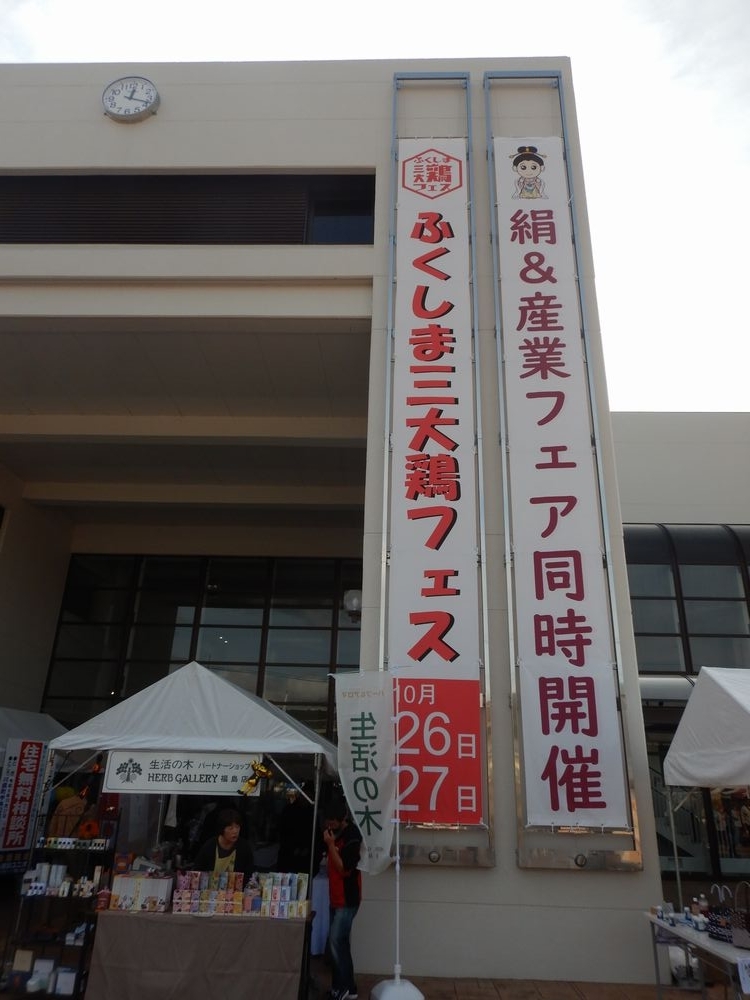 ふくしま
三大鶏
フェス
ふくしま三大鶏フェス
10月
26日
27日
絹&産業フェア同時開催
生活の木 パートナーショップ
HERB GALLERY 福島店
生活の木
住宅無料相談所